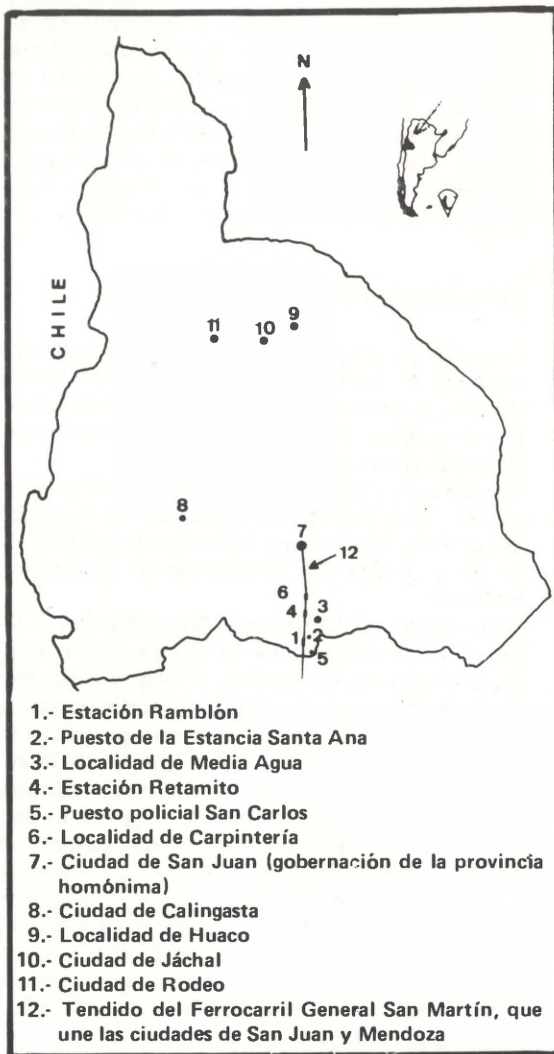 N
CHILE
9
11
10
8
7
12
6
4
3
1
2
5
1.- Estación Ramblón
2.- Puesto de la Estancia Santa Ana
3.- Localidad de Media Agua
4.- Estación Retamito
5.- Puesto policial San Carlos
6.- Localidad de Carpintería
7.- Ciudad de San Juan (gobernación de la provincia
homónima)
8.- Ciudad de Calingasta
9.- Localidad de Huaco
10.- Ciudad de Jáchal
11.- Ciudad de Rodeo
12.- Tendido del Ferrocarril General San Martín, que
une las ciudades de San Juan y Mendoza